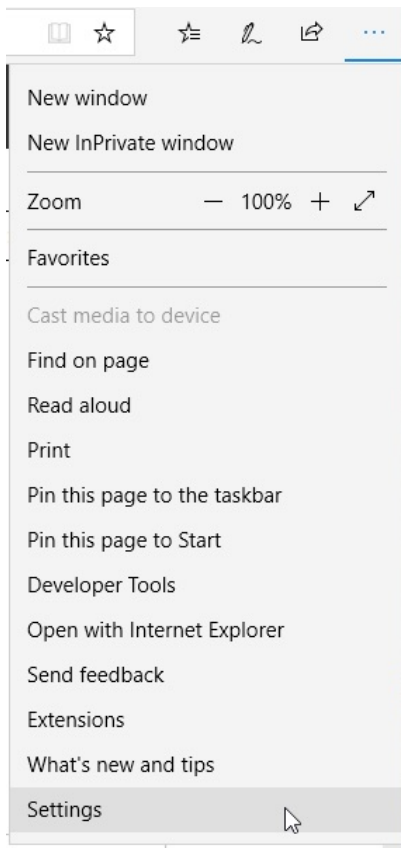 New window
New InPrivate window
Zoom — 100% +
Favorites
Cast media to device
Find on page
Read aloud
Print
Pin this page to the taskbar
Pin this page to Start
Developer Tools
Open with Internet Explorer
Send feedback
Extensions
What's new and tips
Settings